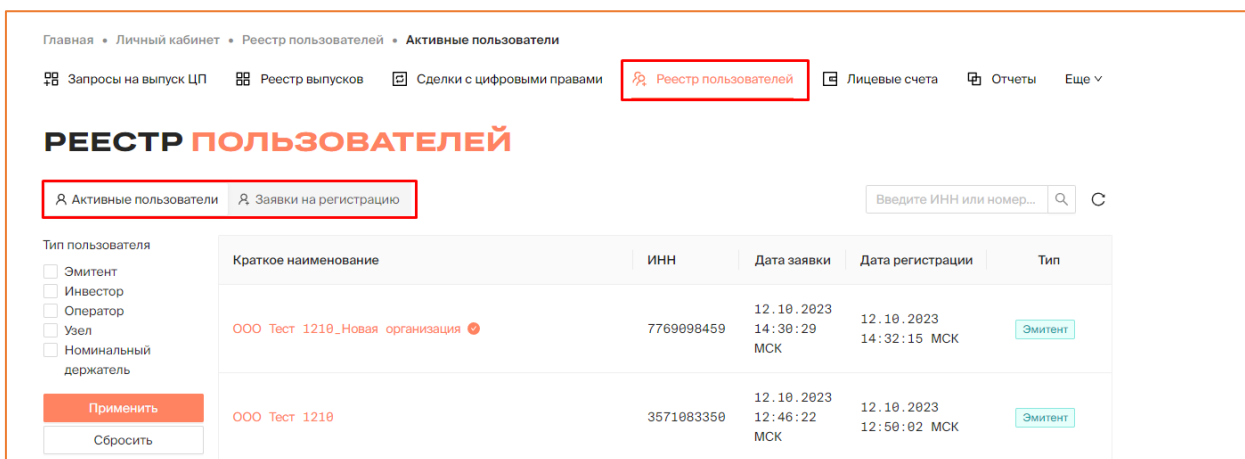 Главная • Личный кабинет • Реестр пользователей • Активные пользователи
Запросы на выпуск ЦП Реестр выпусков Сделки с цифровыми правами Реестр пользователей Лицевые счета Отчеты Еще
РЕЕСТР ПОЛЬЗОВАТЕЛЕЙ
Активные пользователи Заявки на регистрацию Введите ИНН или номер...
Тип пользователя
Эмитент
Инвестор
Оператор
Узел
Номинальный
держатель
Применить
Сбросить
Краткое наименование ИНН Дата заявки Дата регистрации Тип
ООО Тест 1210_Новая организация 7769098459 12.10.2023
14:30:29
МСК 12.10.2023
14:32:15 МСК Эмитент
ООО Тест 1210 3571083350 12.10.2023
12:46:22
МСК 12.10.2023
12:50:02 МСК Эмитент